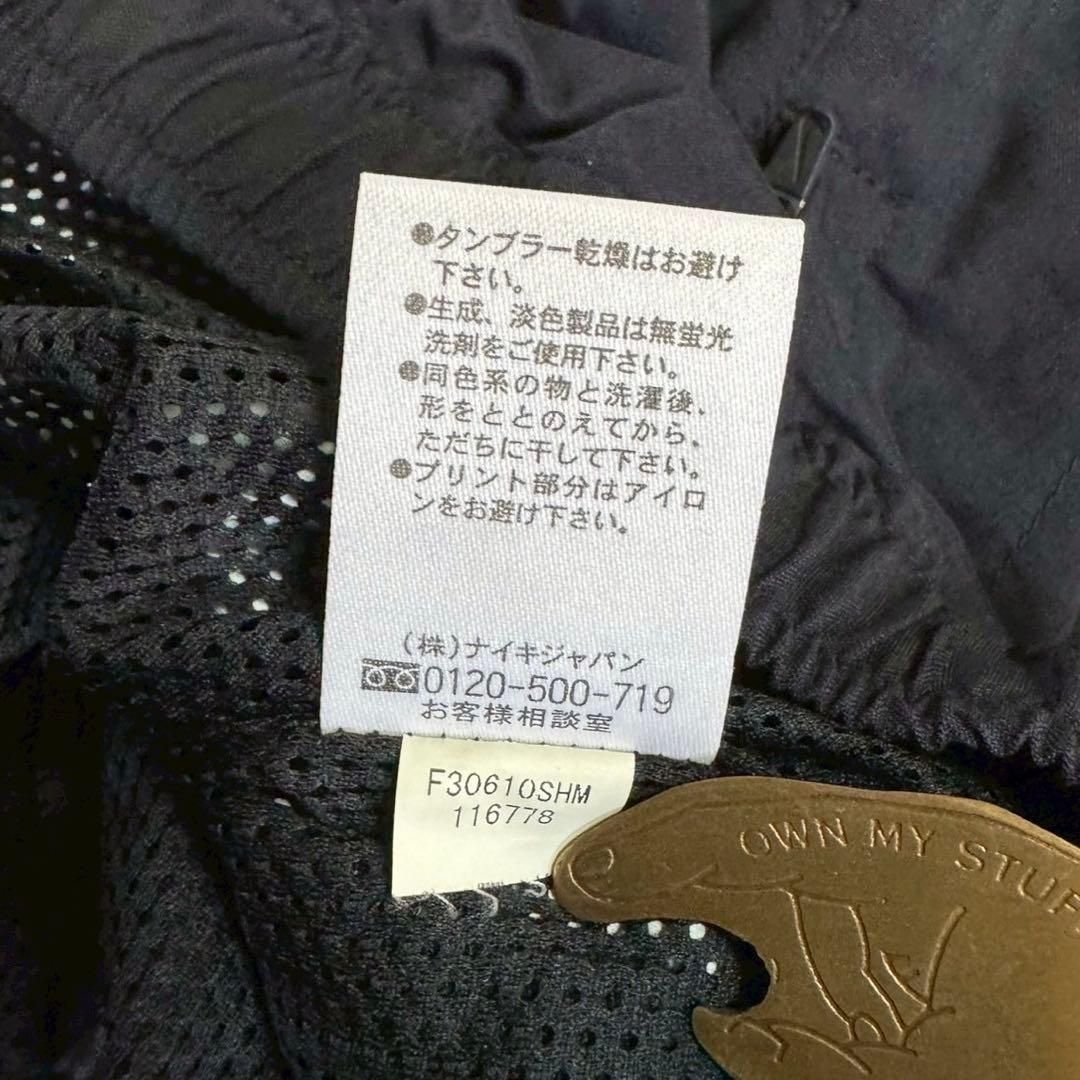 ●タンブラー乾燥はお避け
下さい。
●生成、淡色製品は無蛍光
洗剤をご使用下さい。
●同色系の物と洗濯後、
形をととのえてから、
ただちに干して下さい。
●プリント部分はアイロ
ンをお避け下さい。
(株)ナイキジャパン
0120-500-719
お客様相談室
F30610SHM
116778
OWN MY STUF